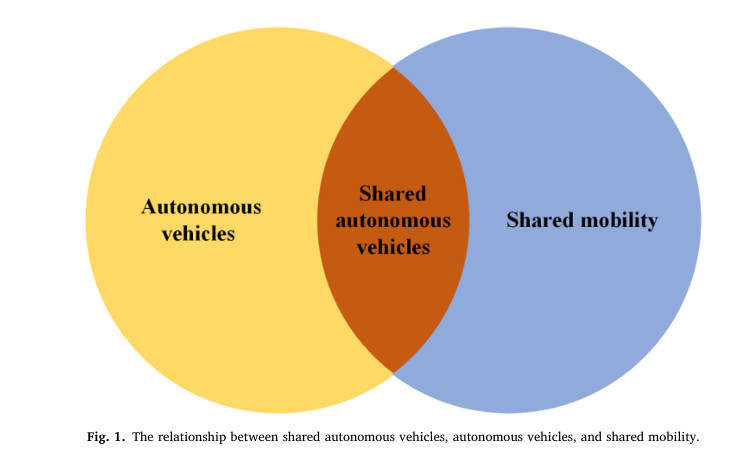 Autonomous
vehicles
Shared
autonomous
vehicles
Shared mobility
Fig. 1. The relationship between shared autonomous vehicles, autonomous vehicles, and shared mobility.